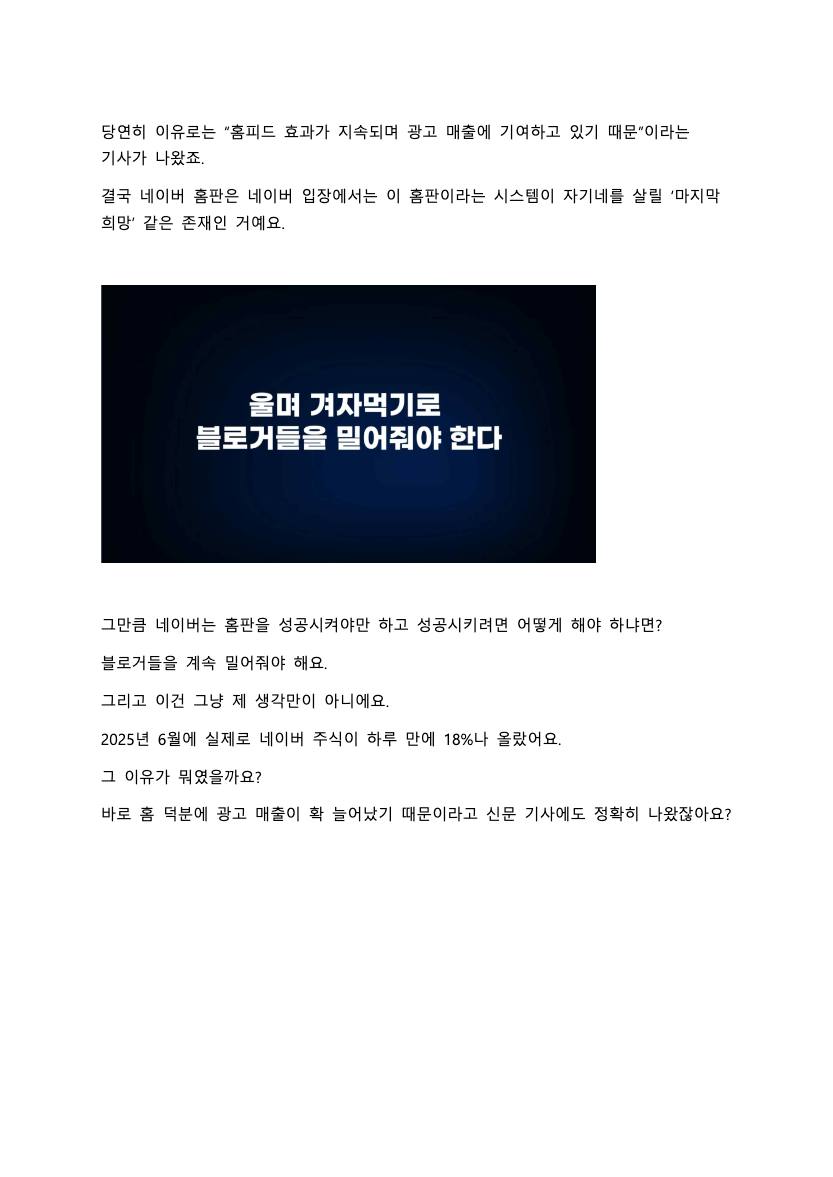 당연히 이유로는 “홈피드 효과가 지속되며 광고 매출에 기여하고 있기 때문”이라는
기사가 나왔죠.
결국 네이버 홈판은 네이버 입장에서는 이 홈판이라는 시스템이 자기네를 살릴 ‘마지막
희망’ 같은 존재인 거예요.
울며 겨자먹기로
블로거들을 밀어줘야 한다
그만큼 네이버는 홈판을 성공시켜야만 하고 성공시키려면 어떻게 해야 하냐면?
블로거들을 계속 밀어줘야 해요.
그리고 이건 그냥 제 생각만이 아니에요.
2025년 6월에 실제로 네이버 주식이 하루 만에 18%나 올랐어요.
그 이유가 뭐였을까요?
바로 홈 덕분에 광고 매출이 확 늘어났기 때문이라고 신문 기사에도 정확히 나왔잖아요?